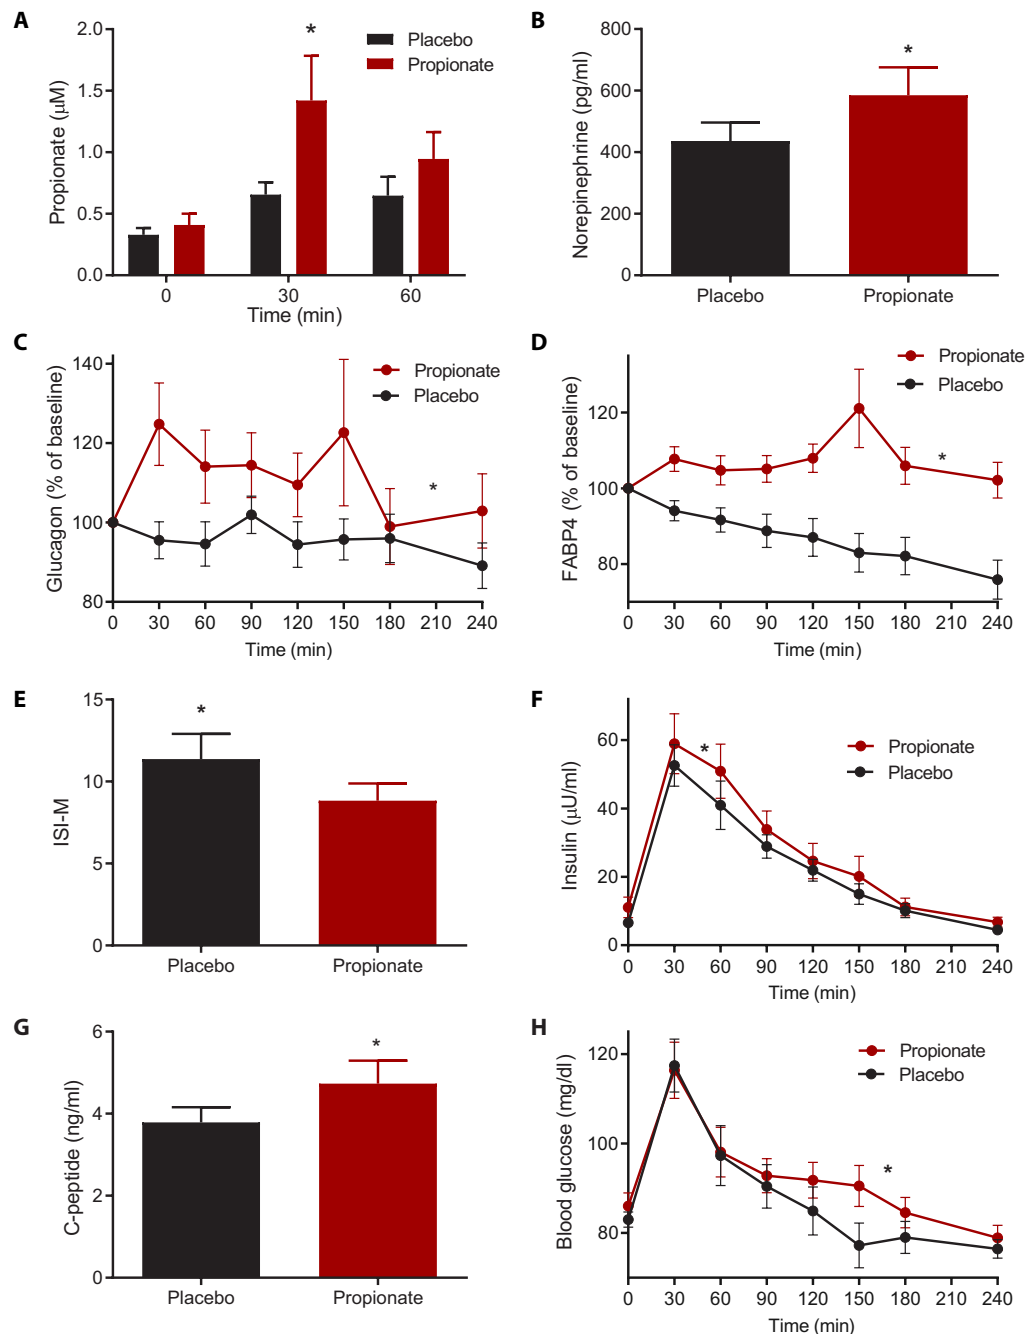 A
Propionate (μM)
2.0
1.5
1.0
0.5
0.0
*
Placebo
Propionate
0 30 60
Time (min)
B
Norepinephrine (pg/ml)
800
600
400
200
0
*
Placebo Propionate
C
Glucagon (% of baseline)
140
120
100
80
Propionate
Placebo
*
0 30 60 90 120 150 180 210 240
Time (min)
D
FABP4 (% of baseline)
120
100
80
Propionate
Placebo
*
0 30 60 90 120 150 180 210 240
Time (min)
E
ISI-M
15
10
5
0
*
Placebo Propionate
F
Insulin (μU/ml)
60
40
20
0
*
Propionate
Placebo
0 30 60 90 120 150 180 210 240
Time (min)
G
C-peptide (ng/ml)
6
4
2
0
*
Placebo Propionate
H
Blood glucose (mg/dl)
120
100
80
Propionate
Placebo
*
0 30 60 90 120 150 180 210 240
Time (min)